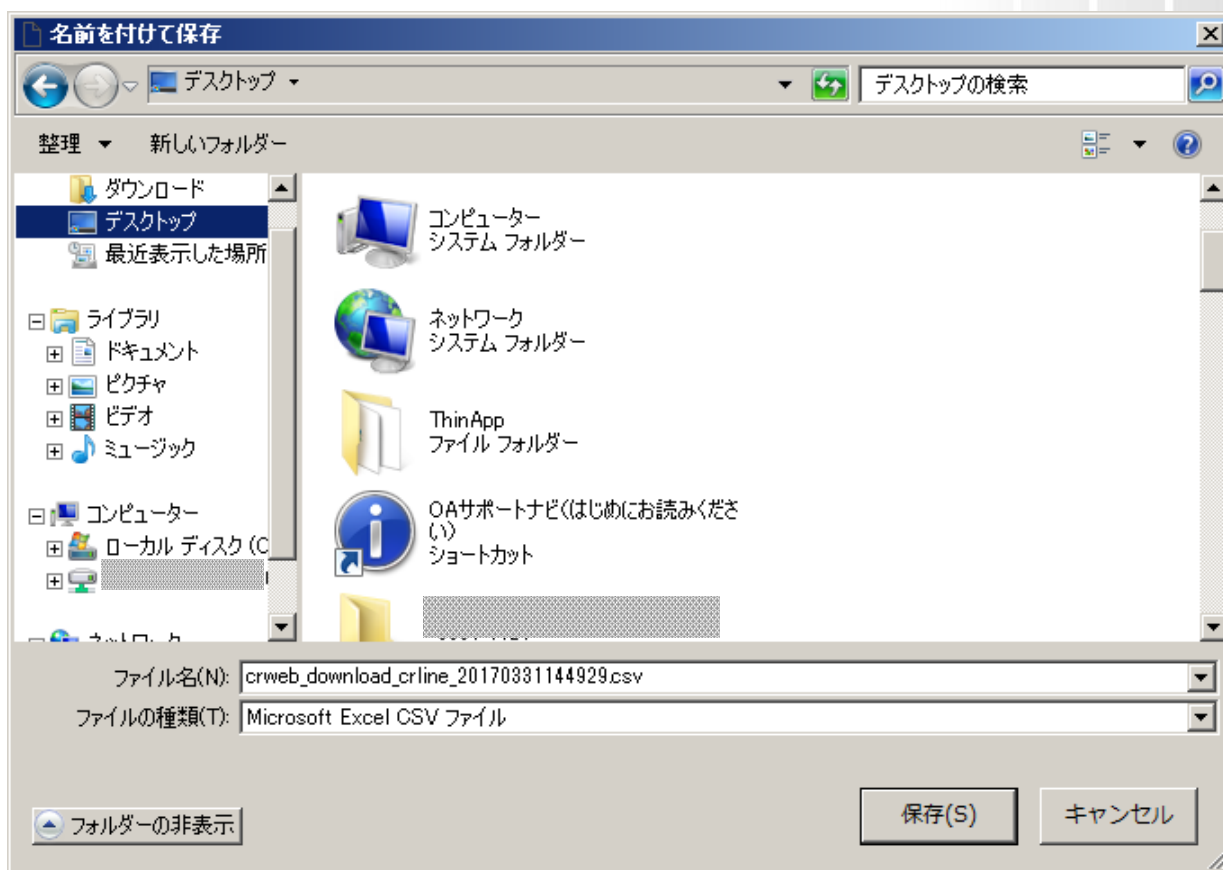 名前を付けて保存
デスクトップ
デスクトップの検索
整理
新しいフォルダー
ダウンロード
デスクトップ
最近表示した場所
ライブラリ
ドキュメント
ピクチャ
ビデオ
ミュージック
コンピューター
ローカル ディスク (C
コンピューター
システム フォルダー
ネットワーク
システム フォルダー
ThinApp
ファイル フォルダー
OAサポートナビ((はじめにお読みくださ
い)
ショートカット
ファイル名(N):
crweb_download_crline_20170331144929.csv
ファイルの種類(T):
Microsoft Excel CSV ファイル
フォルダーの非表示
保存(S)
キャンセル